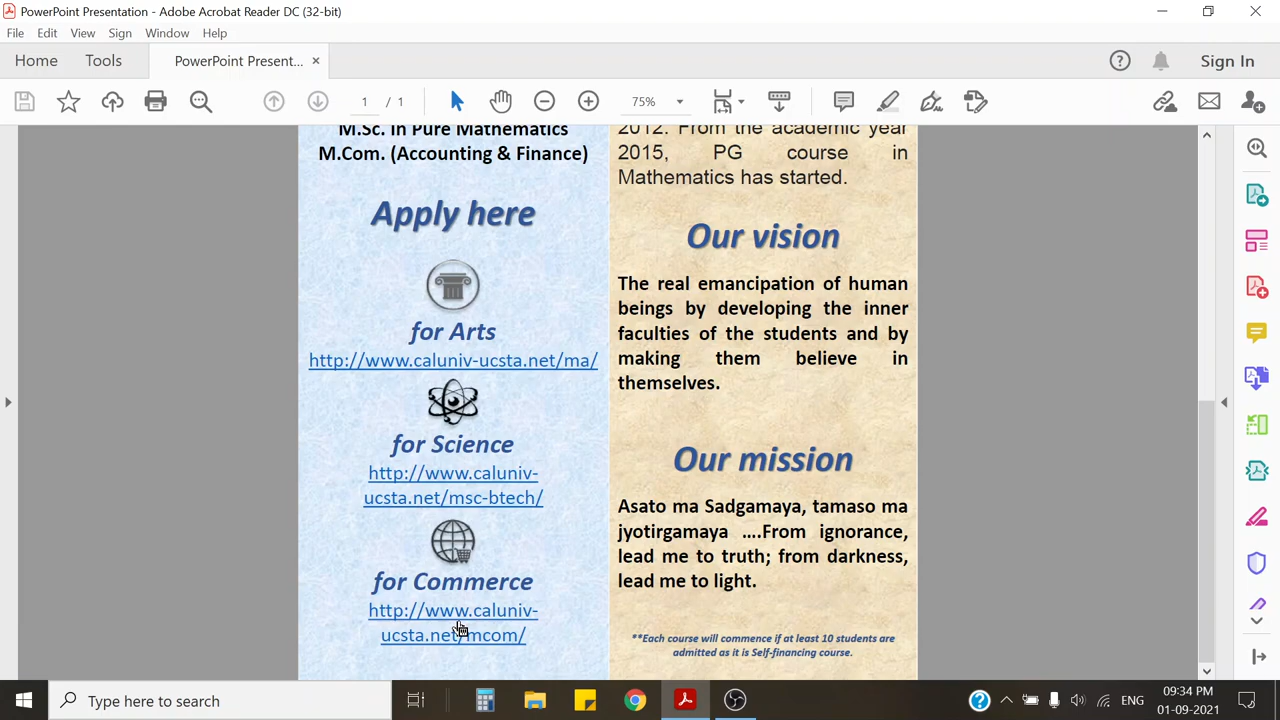 PowerPoint Presentation - Adobe Acrobat Reader DC (32-bit)
File Edit View Sign Window Help
Home Tools PowerPoint Present... × Sign In
1 / 1 75%
M.Sc. in Pure Mathematics
M.Com. (Accounting & Finance)
Apply here
for Arts
http://www.caluniv-ucsta.net/ma/
for Science
http://www.caluniv-
ucsta.net/msc-btech/
for Commerce
http://www.caluniv-
ucsta.net/mcom/
2012. From the academic year
2015, PG course in
Mathematics has started.
Our vision
The real emancipation of human
beings by developing the inner
faculties of the students and by
making them believe in
themselves.
Our mission
Asato ma Sadgamaya, tamaso ma
jyotirgamaya ....From ignorance,
lead me to truth; from darkness,
lead me to light.
**Each course will commence if at least 10 students are
admitted as it is Self-financing course.
Type here to search
ENG
09:34 PM
01-09-2021